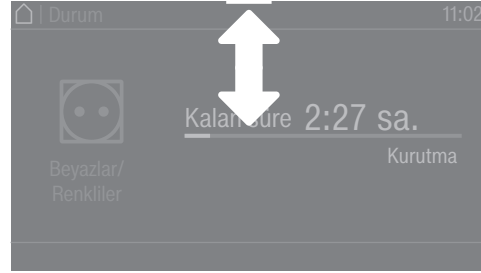 Durum 11:02
Kalan süre 2:27 sa.
Kurutma
Beyazlar/
Renkliler